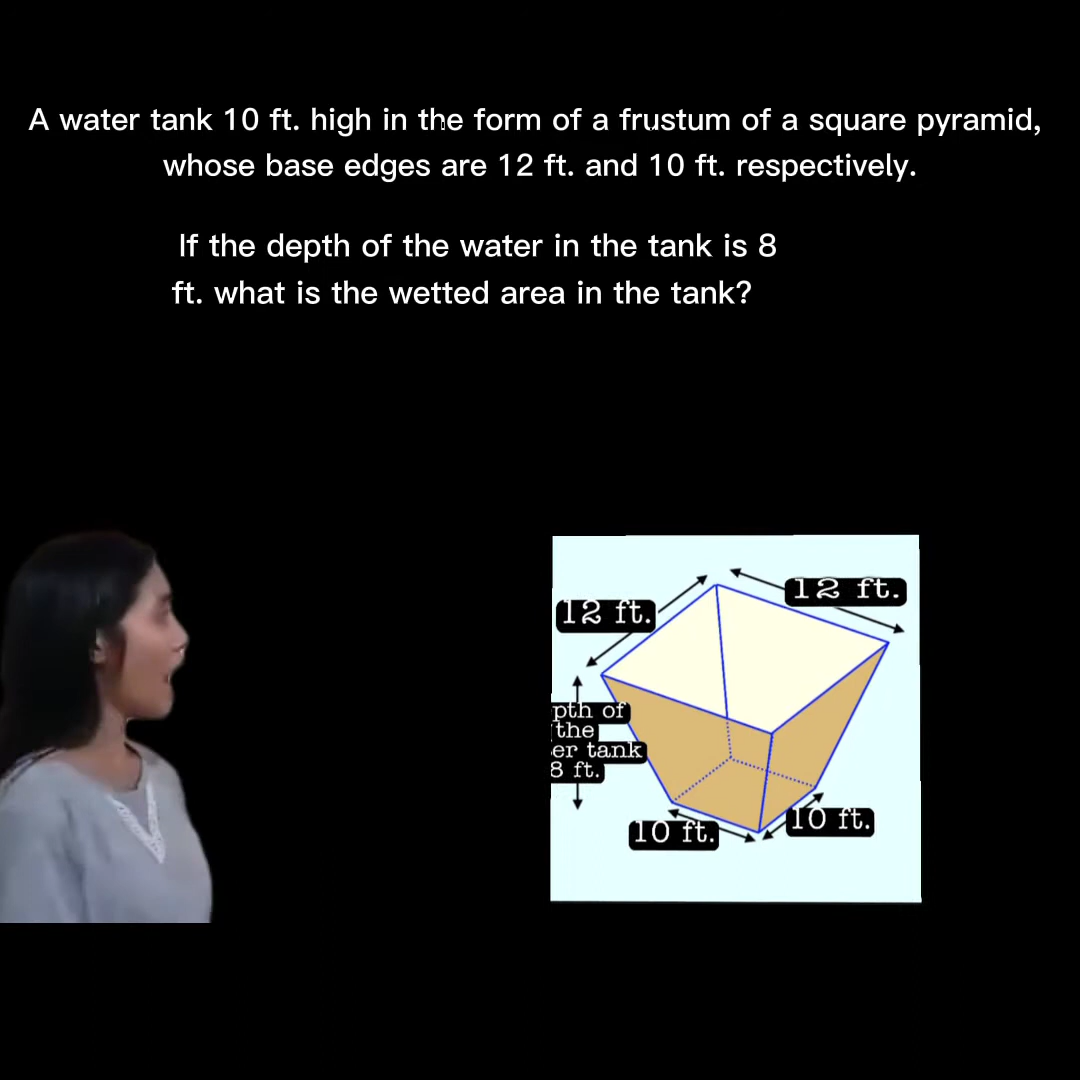 A water tank 10 ft. high in the form of a frustum of a square pyramid,
whose base edges are 12 ft. and 10 ft. respectively.
If the depth of the water in the tank is 8
ft. what is the wetted area in the tank?
12 ft.
12 ft.
pth of
the
er tank
8 ft.
10 ft.
10 ft.